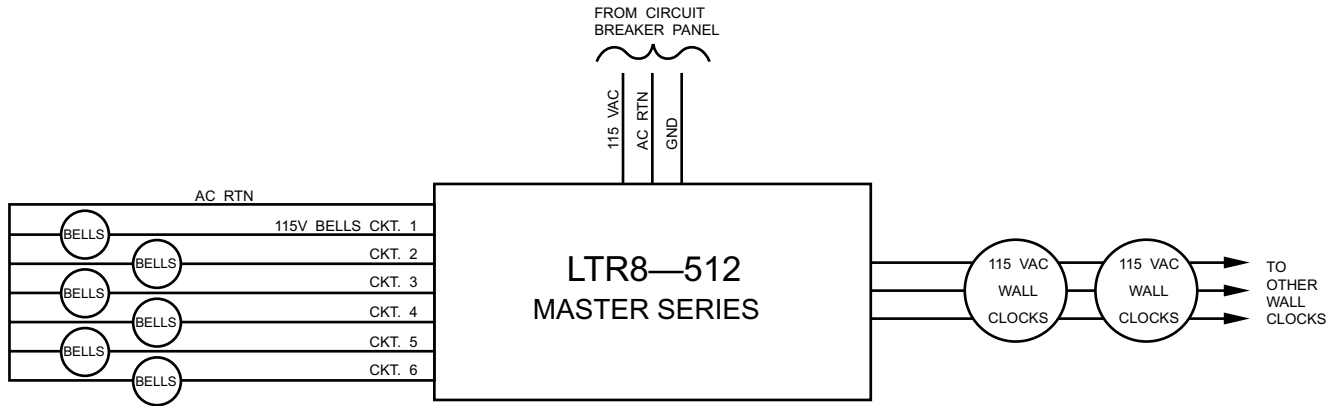 FROM CIRCUIT
BREAKER PANEL
115 VAC
AC RTN
GND
AC RTN
115V BELLS CKT. 1
BELLS
CKT. 2
BELLS
CKT. 3
BELLS
CKT. 4
BELLS
CKT. 5
BELLS
CKT. 6
BELLS
LTR8—512
MASTER SERIES
115 VAC
WALL
CLOCKS
115 VAC
WALL
CLOCKS
TO
OTHER
WALL
CLOCKS